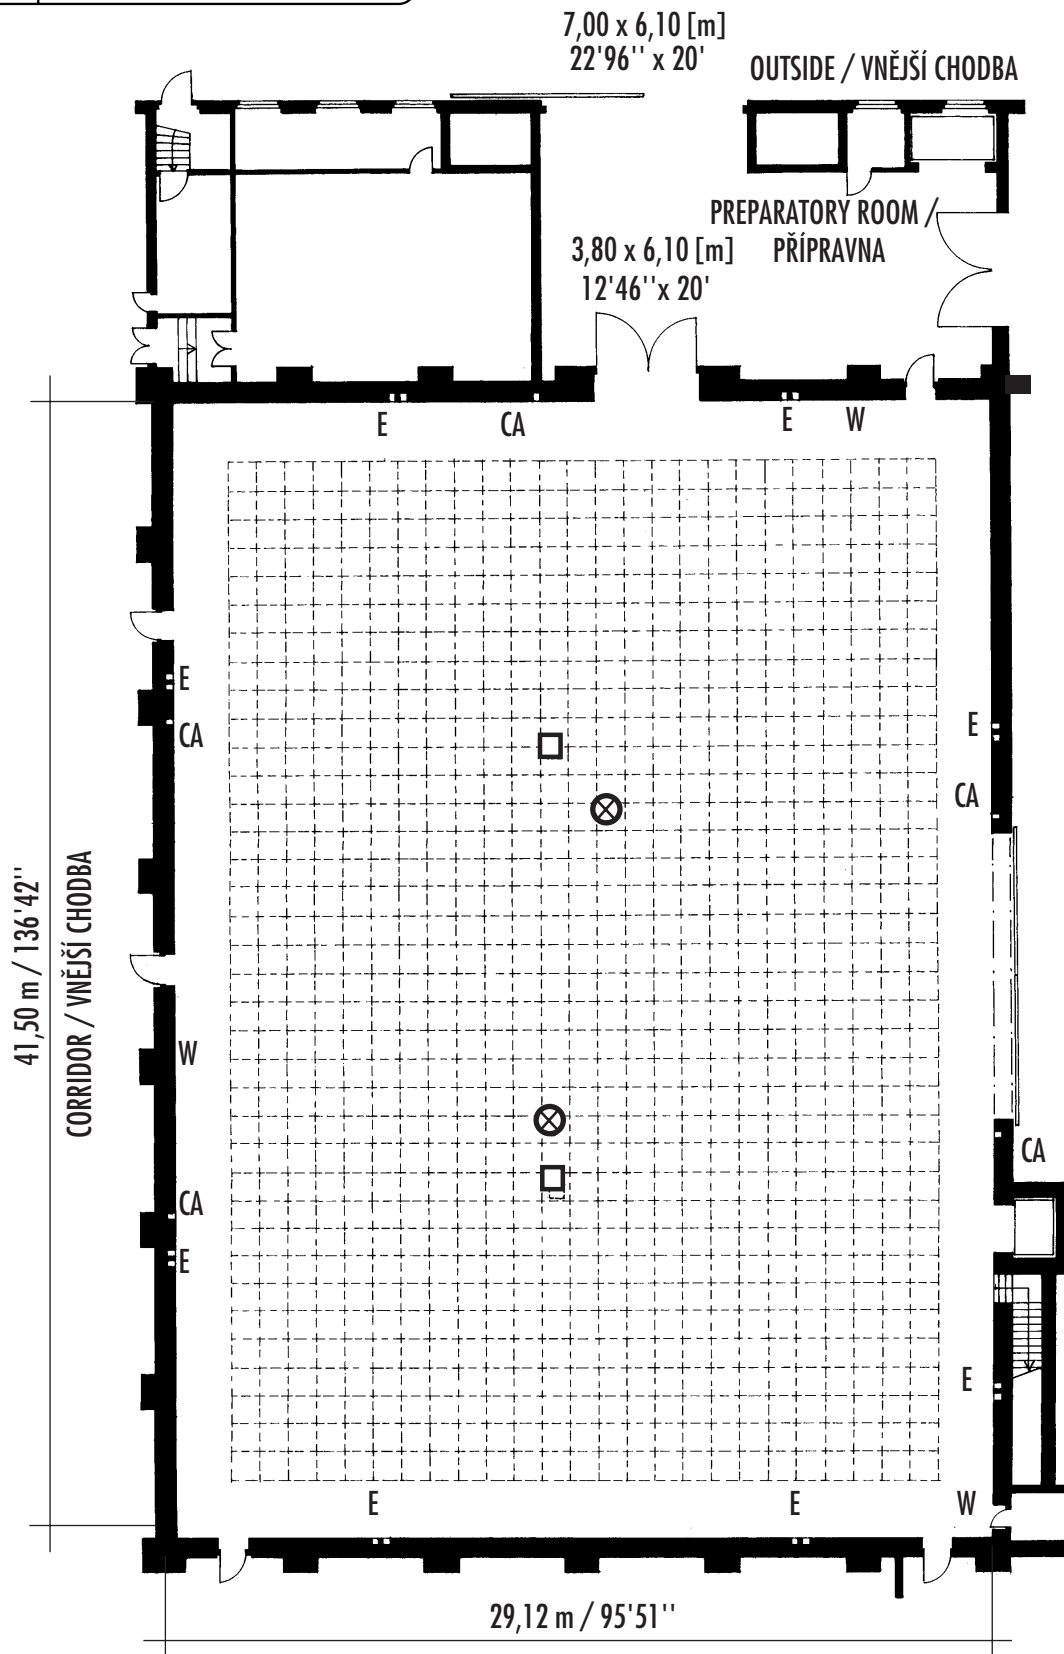 7,00 x 6,10 [m]
22'96'' x 20'
OUTSIDE / VNĚJŠÍ CHODBA
PREPARATORY ROOM /
PŘÍPRAVNA
3,80 x 6,10 [m]
12'46''x 20'
E
CA
E
W
E
CA
E
CA
41,50 m / 136'42''
CORRIDOR / VNĚJŠÍ CHODBA
W
CA
CA
E
E
E
E
W
29,12 m / 95'51''